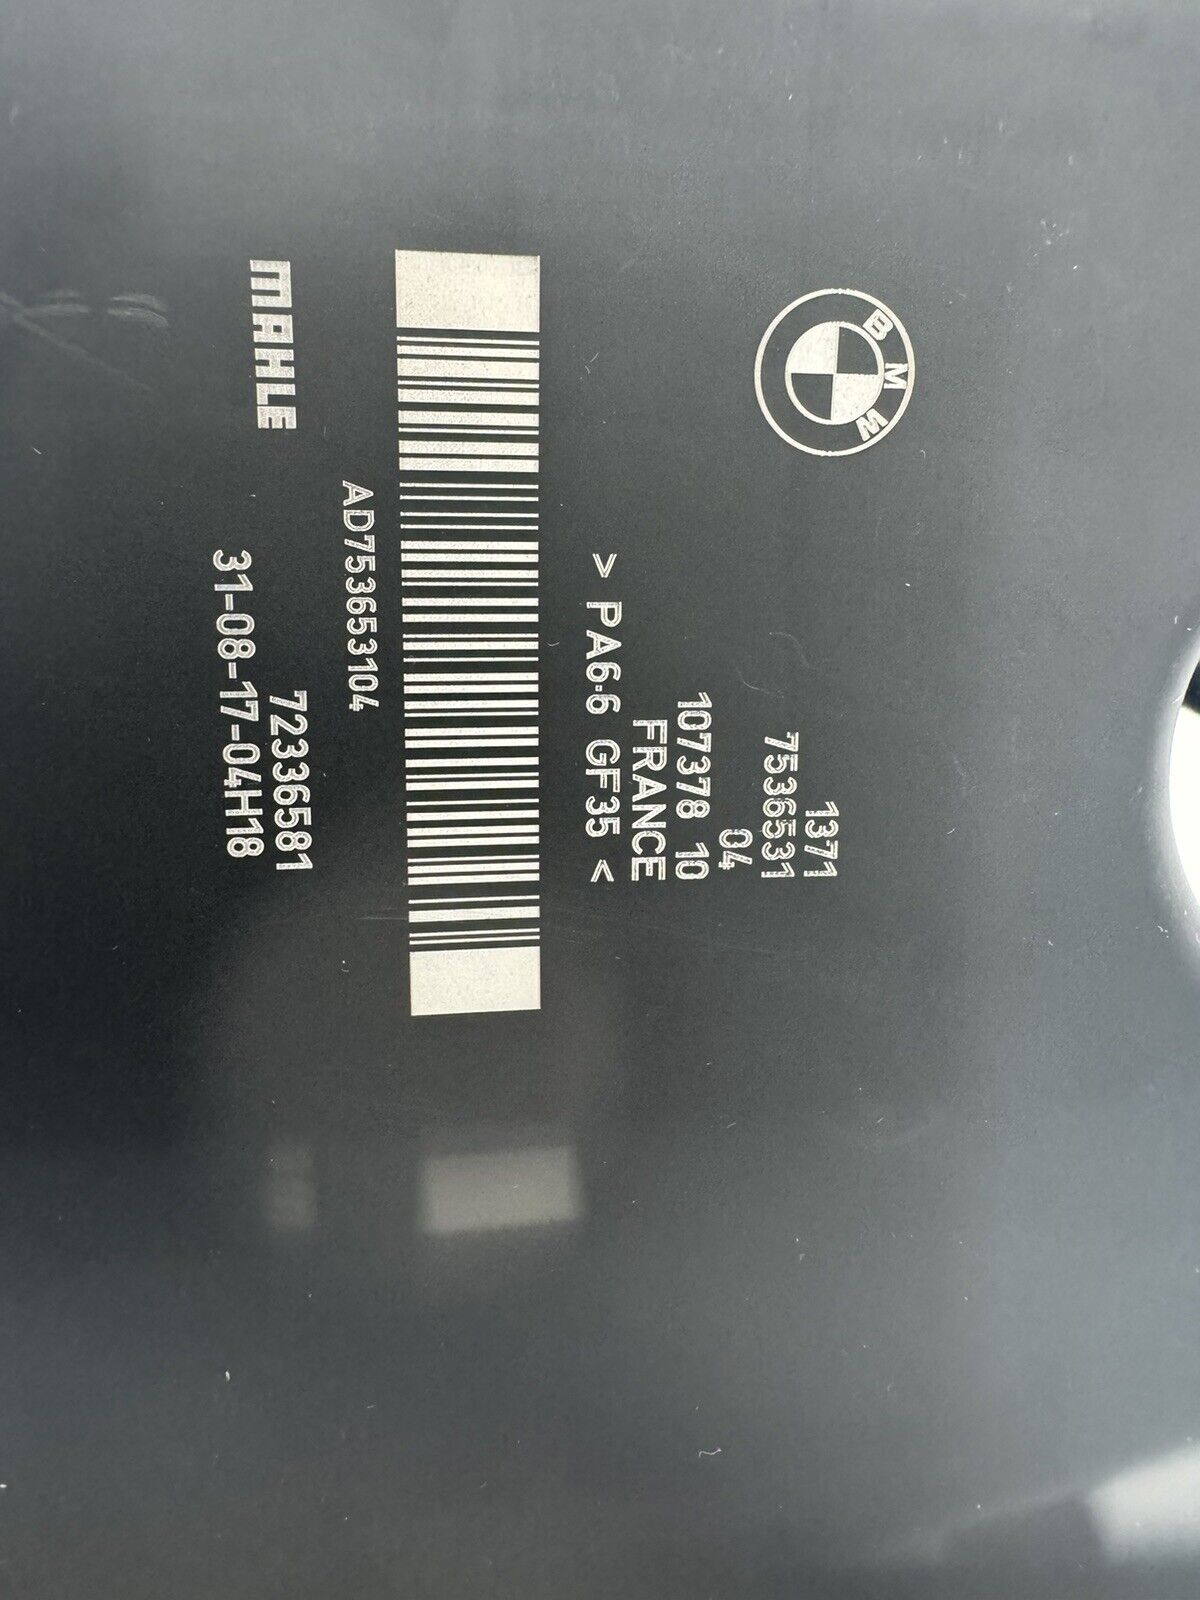 BMW
1371
7536531
04
107378 10
FRANCE
> PA6.6 GF35 <
AD753653104
MAHLE
72336581
31-08-17-04H18